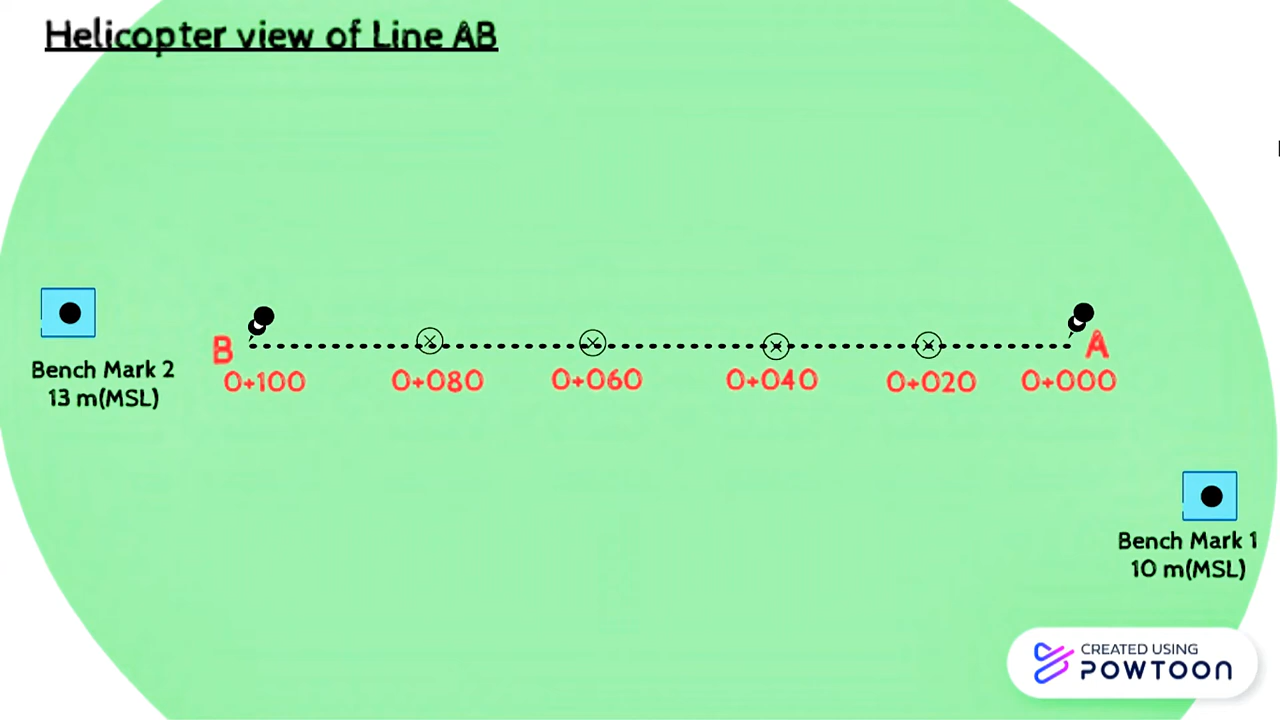 Helicopter view of Line AB
B
A
0+100
0+080
0+060
0+040
0+020
0+000
Bench Mark 2
13 m(MSL)
Bench Mark 1
10 m(MSL)
CREATED USING
POWTOON